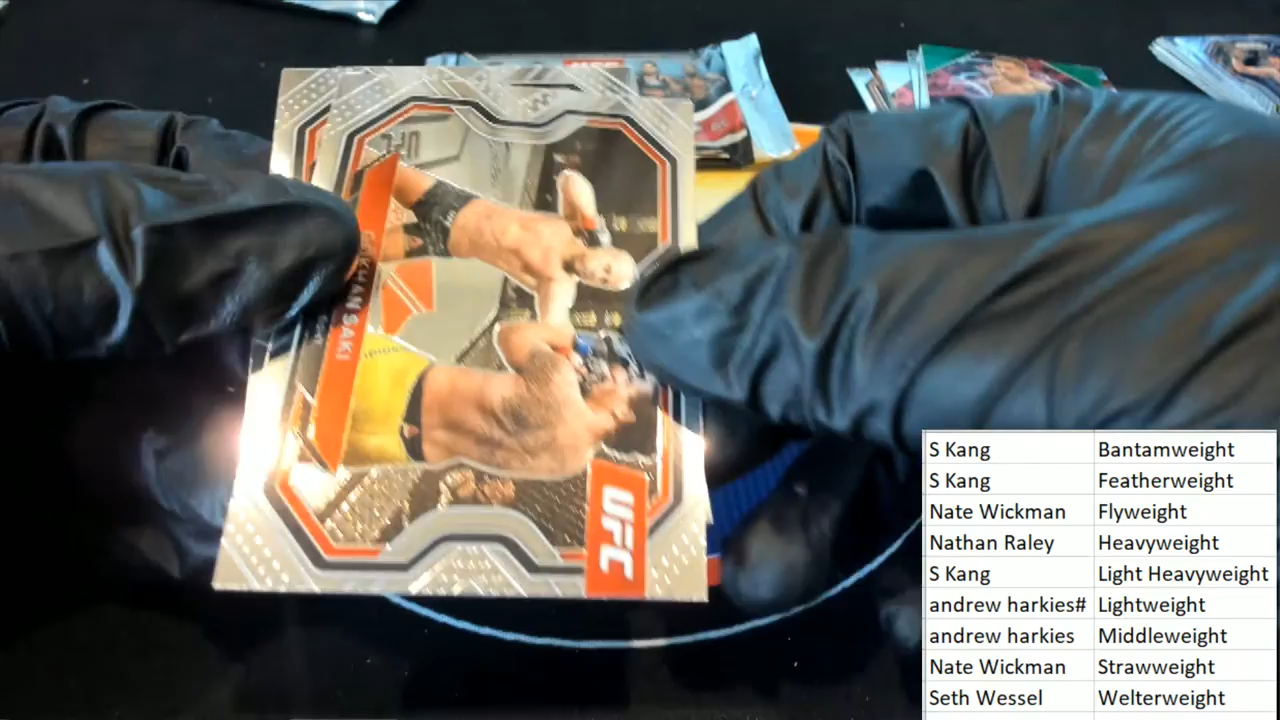 UFC
SAKI
UFC
S Kang Bantamweight
S Kang Featherweight
Nate Wickman Flyweight
Nathan Raley Heavyweight
S Kang Light Heavyweight
andrew harkies# Lightweight
andrew harkies Middleweight
Nate Wickman Strawweight
Seth Wessel Welterweight